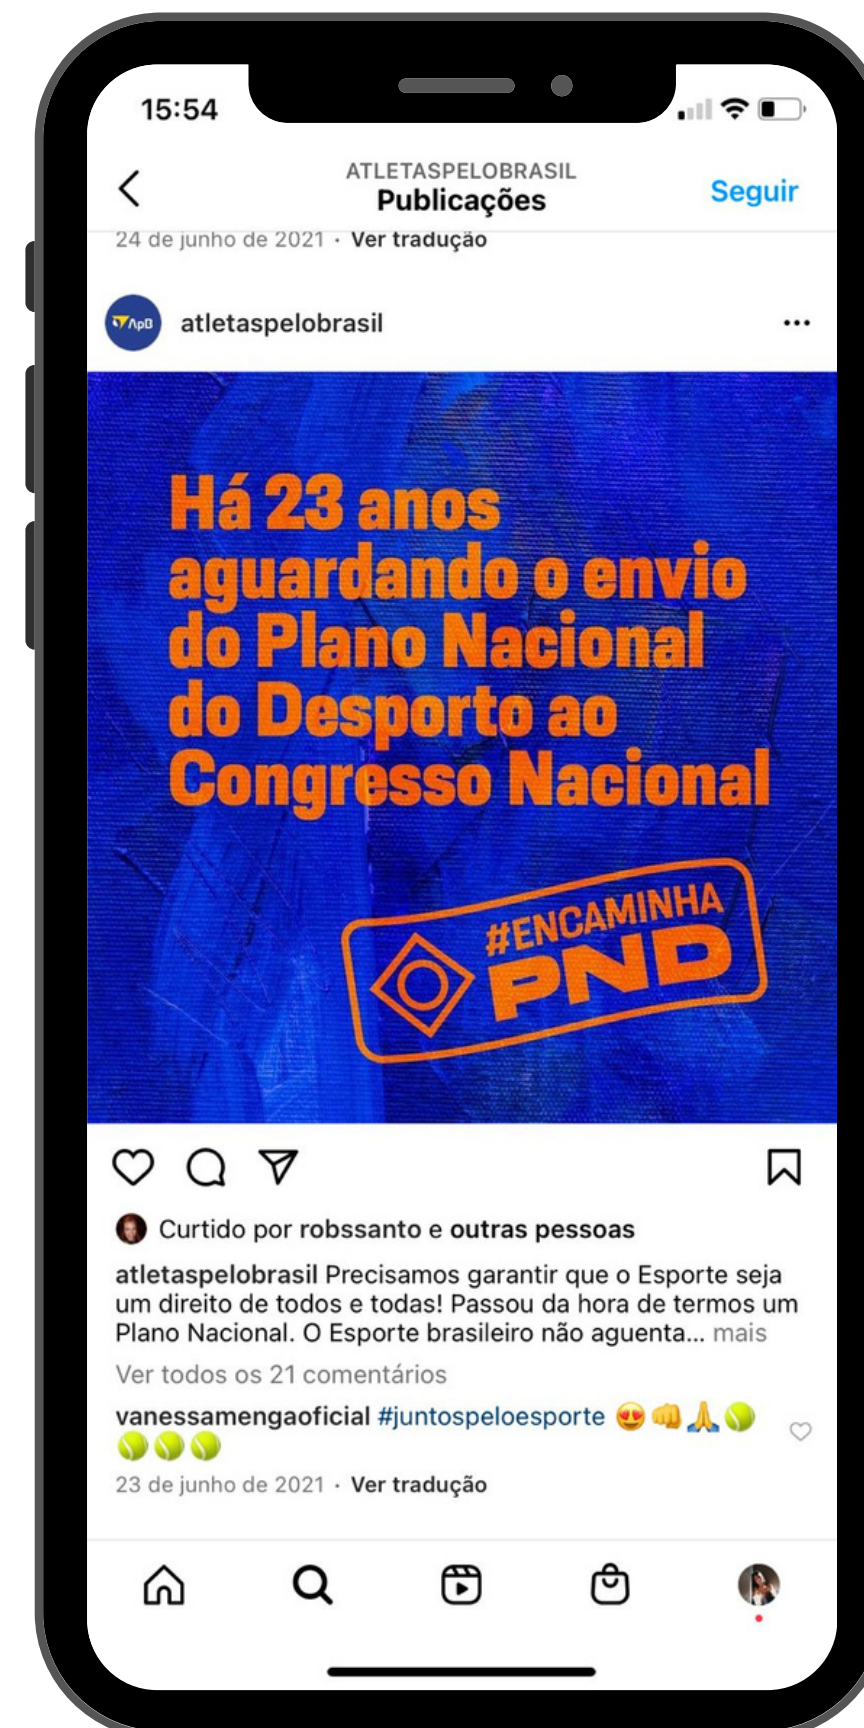 15:54
ATLETASPELOBRASIL
Publicações
Seguir
24 de junho de 2021 · Ver tradução
ApB
atletaspelobrasil
Há 23 anos
aguardando o envio
do Plano Nacional
do Desporto ao
Congresso Nacional
#ENCAMINHA
PND
Curtido por robssanto e outras pessoas
atletaspelobrasil Precisamos garantir que o Esporte seja
um direito de todos e todas! Passou da hora de termos um
Plano Nacional. O Esporte brasileiro não aguenta... mais
Ver todos os 21 comentários
vanessamengaoficial #juntospeloesporte 😍👊🙏🎾
🎾🎾🎾
23 de junho de 2021 · Ver tradução